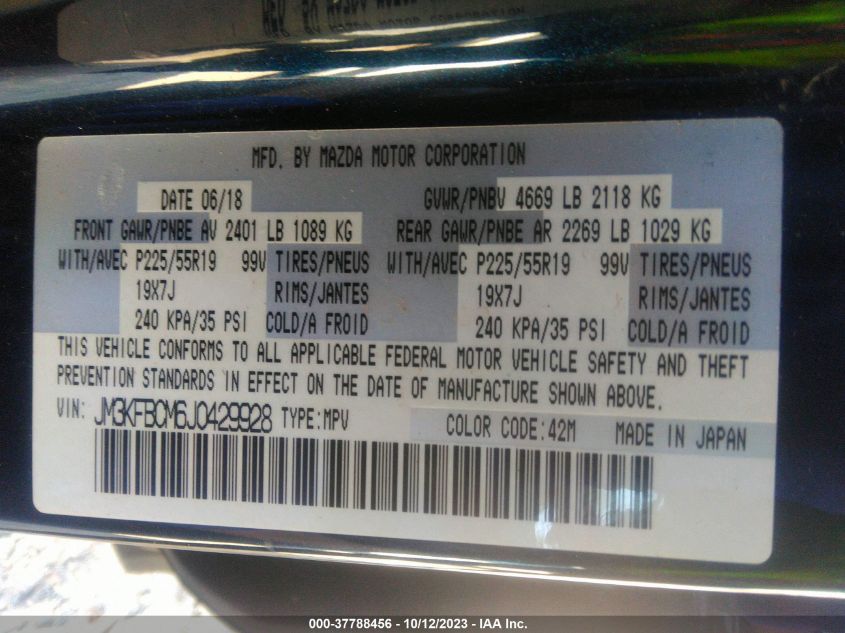 MFD. BY MAZDA MOTOR CORPORATION
DATE 06/18 GVWR/PNBV 4669 LB 2118 KG
FRONT GAWR/PNBE AV 2401 LB 1089 KG REAR GAWR/PNBE AR 2269 LB 1029 KG
WITH/AVEC P225/55R19 99V TIRES/PNEUS WITH/AVEC P225/55R19 99V TIRES/PNEUS
19X7J RIMS/JANTES 19X7J RIMS/JANTES
240 KPA/35 PSI COLD/A FROID 240 KPA/35 PSI COLD/A FROID
THIS VEHICLE CONFORMS TO ALL APPLICABLE FEDERAL MOTOR VEHICLE SAFETY AND THEFT
PREVENTION STANDARDS IN EFFECT ON THE DATE OF MANUFACTURE SHOWN ABOVE.
VIN: JM3KFBCM6J0429928 TYPE:MPV COLOR CODE:42M MADE IN JAPAN
000-37788456 - 10/12/2023 - IAA Inc.